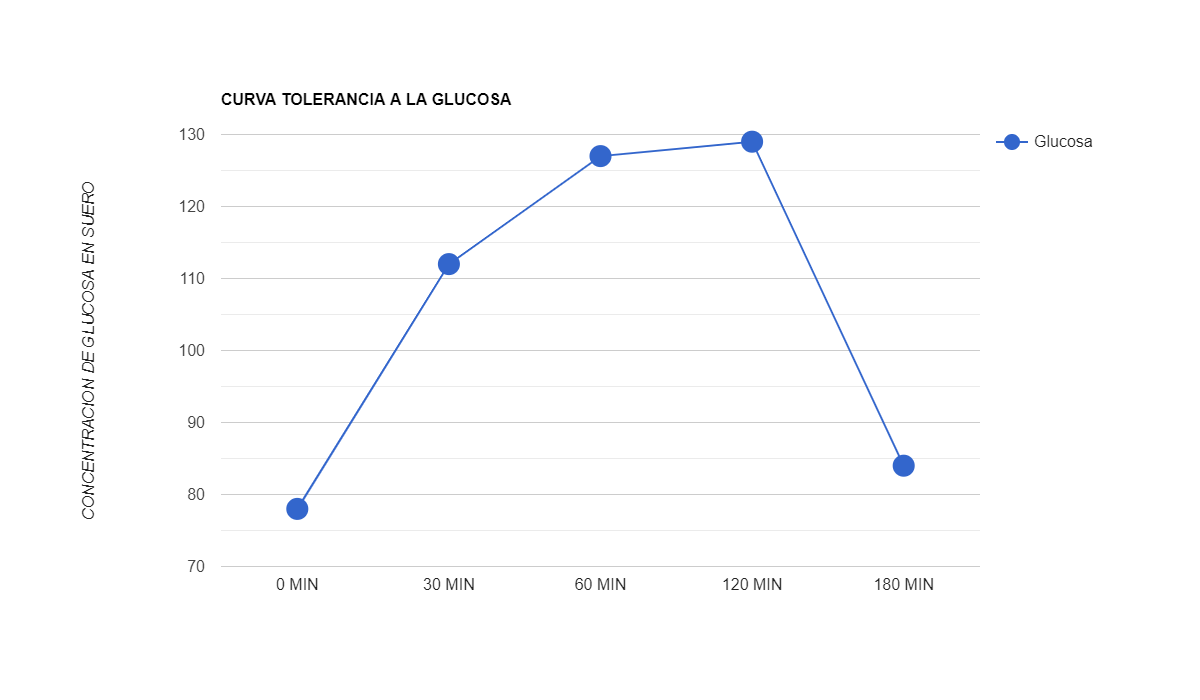 CURVA TOLERANCIA A LA GLUCOSA
CONCENTRACION DE GLUCOSA EN SUERO
130
120
110
100
90
80
70
0 MIN
30 MIN
60 MIN
120 MIN
180 MIN
Glucosa